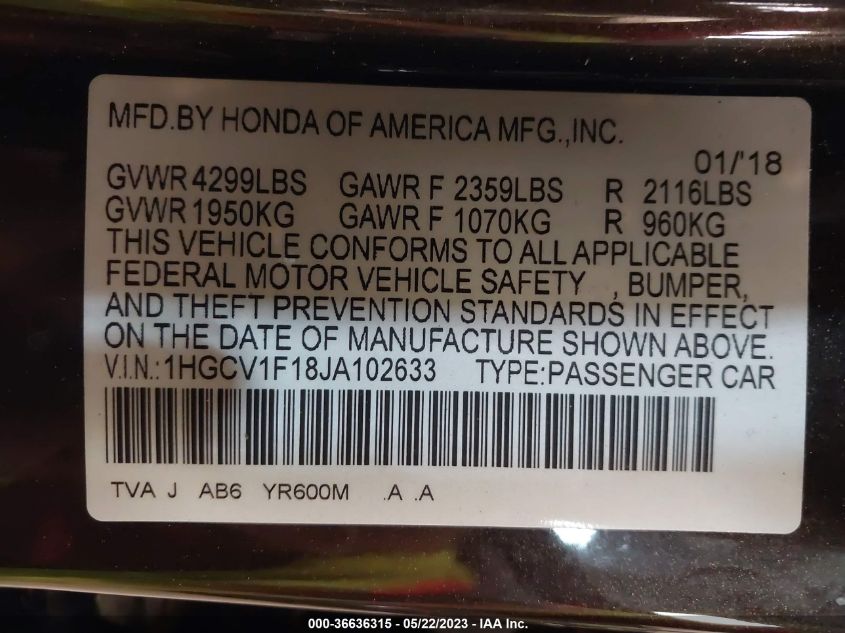 MFD.BY HONDA OF AMERICA MFG.,INC.
01/'18
GVWR 4299LBS GAWR F 2359LBS R 2116LBS
GVWR 1950KG GAWR F 1070KG R 960KG
THIS VEHICLE CONFORMS TO ALL APPLICABLE
FEDERAL MOTOR VEHICLE SAFETY , BUMPER,
AND THEFT PREVENTION STANDARDS IN EFFECT
ON THE DATE OF MANUFACTURE SHOWN ABOVE.
V.I.N.:1HGCV1F18JA102633 TYPE:PASSENGER CAR
TVA J AB6 YR600M .A .A
000-36636315 - 05/22/2023 - IAA Inc.